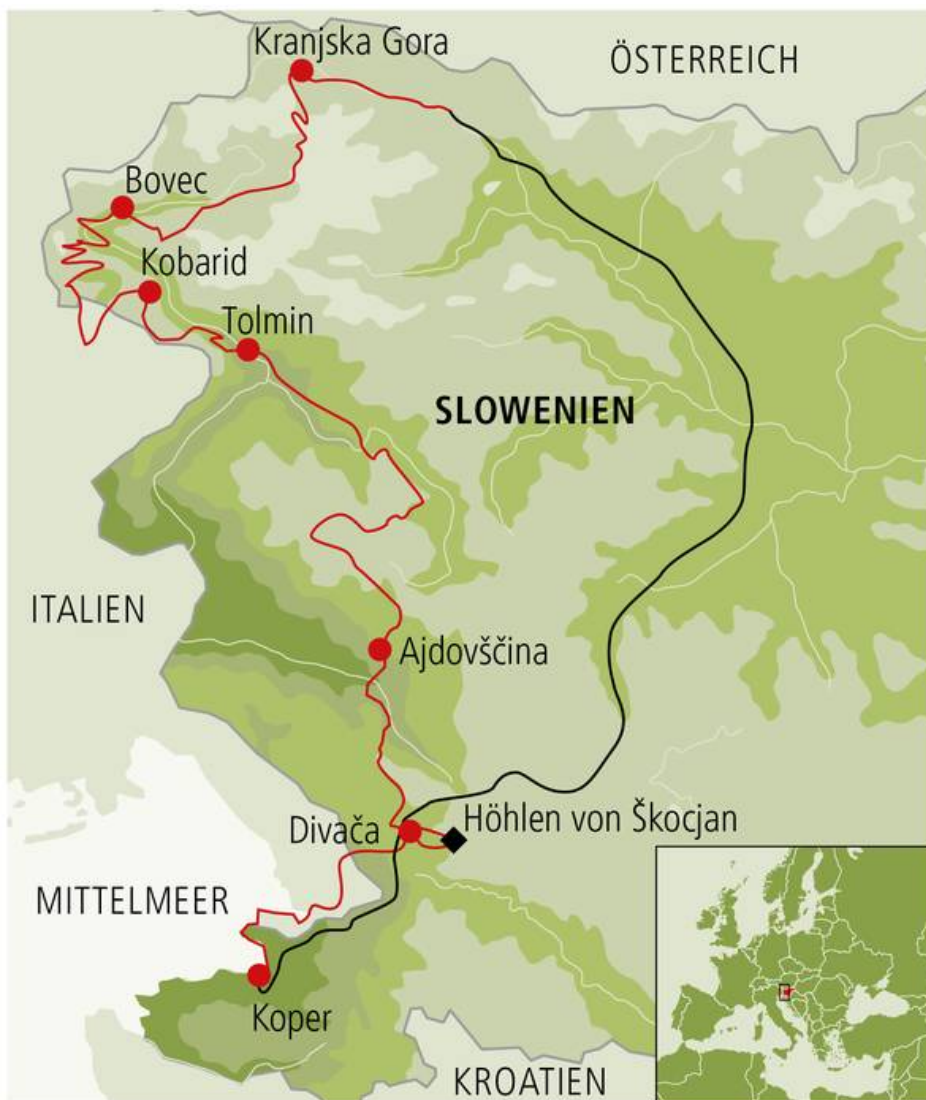 Kranjska Gora
ÖSTERREICH
Bovec
Kobarid
Tolmin
SLOWENIEN
ITALIEN
Ajdovščina
Divača
Höhlen von Škocjan
MITTELMEER
Koper
KROATIEN